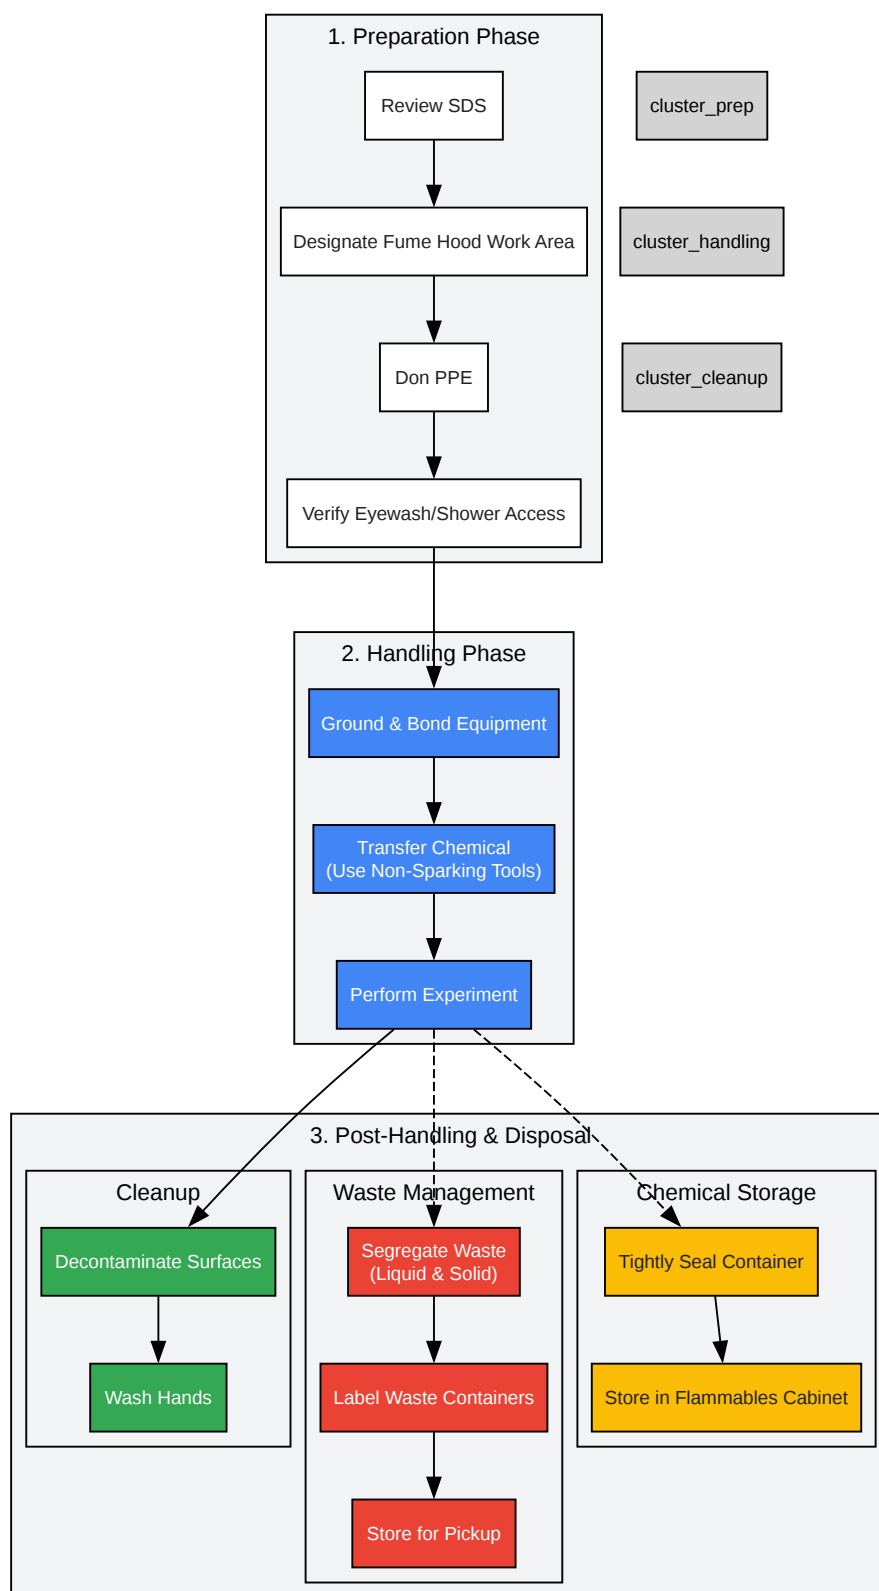 1. Preparation Phase
Review SDS
cluster_prep
Designate Fume Hood Work Area
cluster_handling
Don PPE
cluster_cleanup
Verify Eyewash/Shower Access
2. Handling Phase
Ground & Bond Equipment
Transfer Chemical
(Use Non-Sparking Tools)
Perform Experiment
3. Post-Handling & Disposal
Cleanup
Decontaminate Surfaces
Wash Hands
Waste Management
Segregate Waste
(Liquid & Solid)
Label Waste Containers
Store for Pickup
Chemical Storage
Tightly Seal Container
Store in Flammables Cabinet